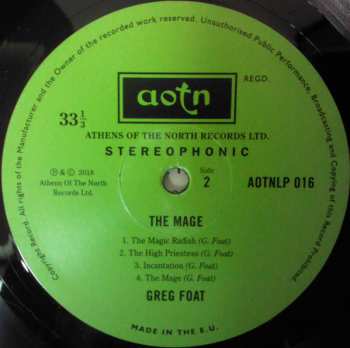 Copyright Record. All rights of the Manufacturer and the Owner of the recorded work reserved. Unauthorised Public Performance, Broadcasting and Copying of this Record Prohibited
aotn
REGD.
33 1/3
ATHENS OF THE NORTH RECORDS LTD.
STEREOPHONIC
℗ & © 2018
Athens Of The North
Records Ltd.
Side
2
AOTNLP 016
THE MAGE
1. The Magic Radish (G. Foat)
2. The High Priestess (G. Foat)
3. Incantation (G. Foat)
4. The Mage (G. Foat)
GREG FOAT
MADE IN THE E.U.